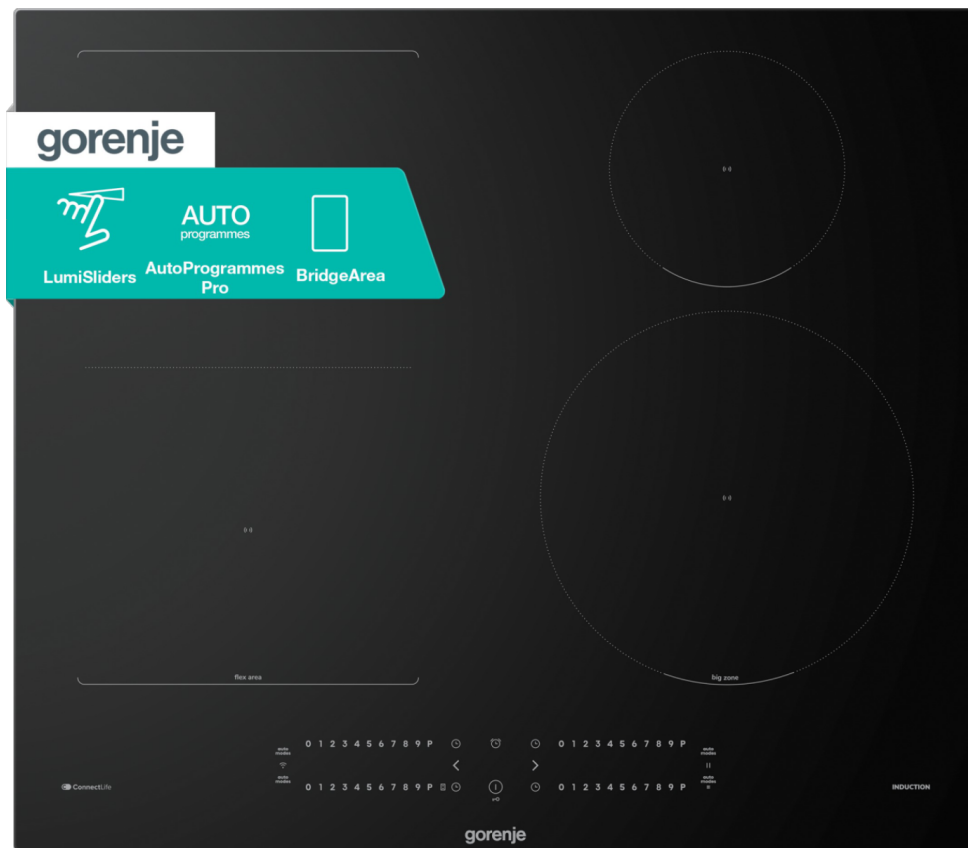 gorenje
AUTO
programmes
LumiSliders
AutoProgrammes
Pro
BridgeArea
flex area
big zone
auto
modes
0 1 2 3 4 5 6 7 8 9 P
0 1 2 3 4 5 6 7 8 9 P
auto
modes
auto
modes
0 1 2 3 4 5 6 7 8 9 P
0 1 2 3 4 5 6 7 8 9 P
auto
modes
ConnectLife
INDUCTION
gorenje